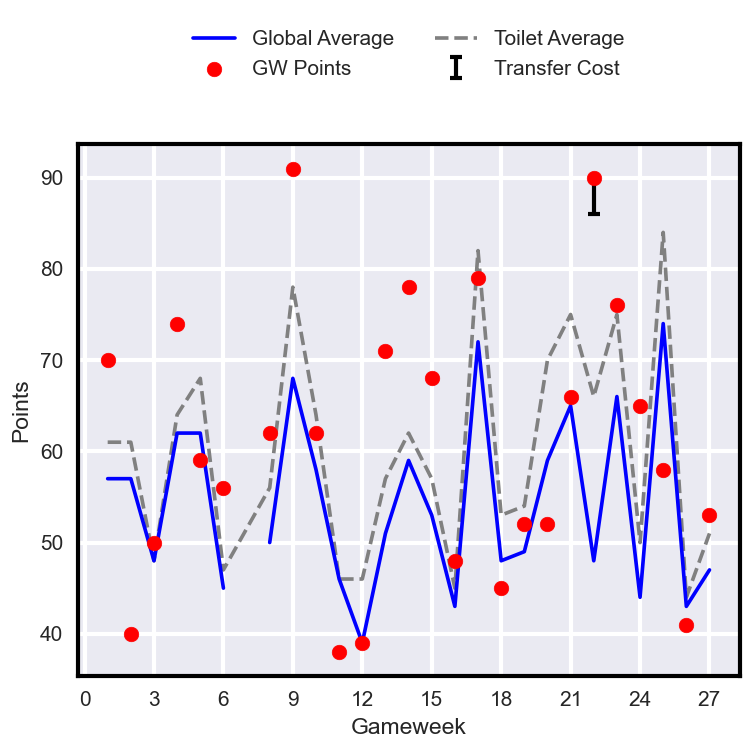 Global Average
Toilet Average
GW Points
Transfer Cost
90
80
70
60
50
40
Points
0 3 6 9 12 15 18 21 24 27
Gameweek